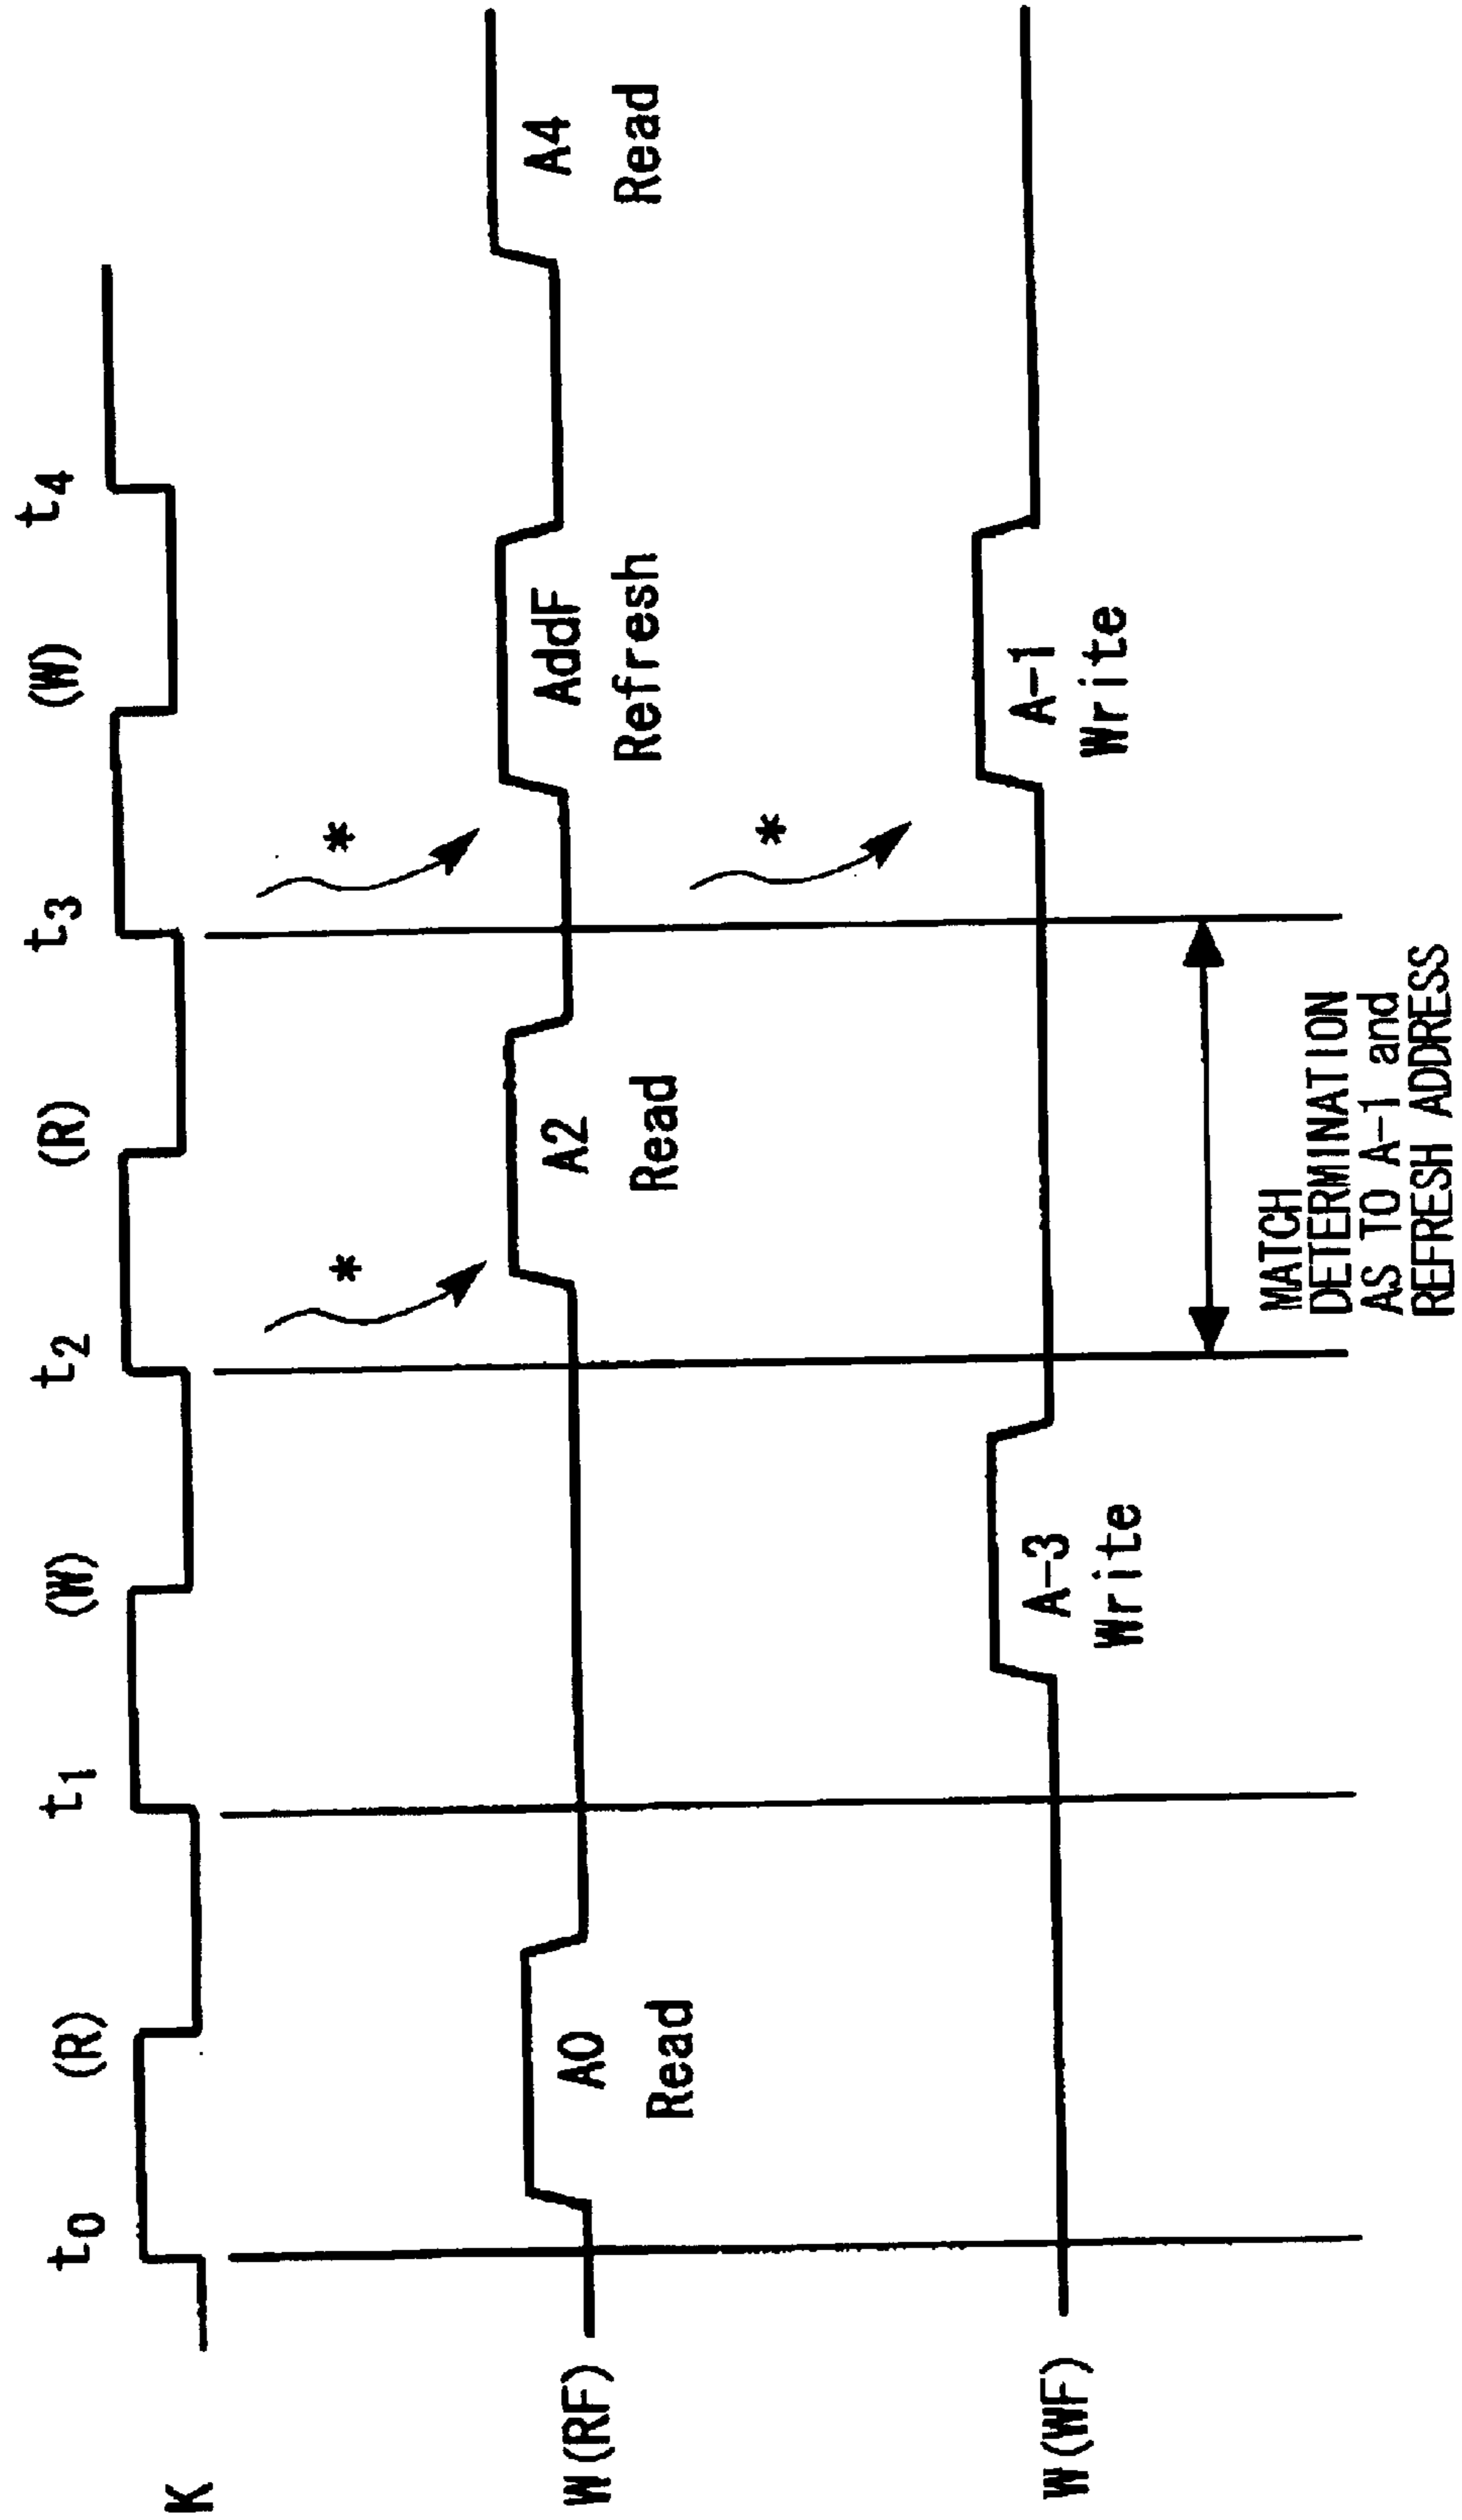 t0 (R) t1 (W) t2 (R) t3 (W) t4
K
* *
W(RF)
A0 A2 AddF A4
Read Read Refresh Read
*
W(WF)
A-3 A-1
Write Write
MATCH
DETERMINATION
AS TO A-1 and
REFRESH ADDRESS